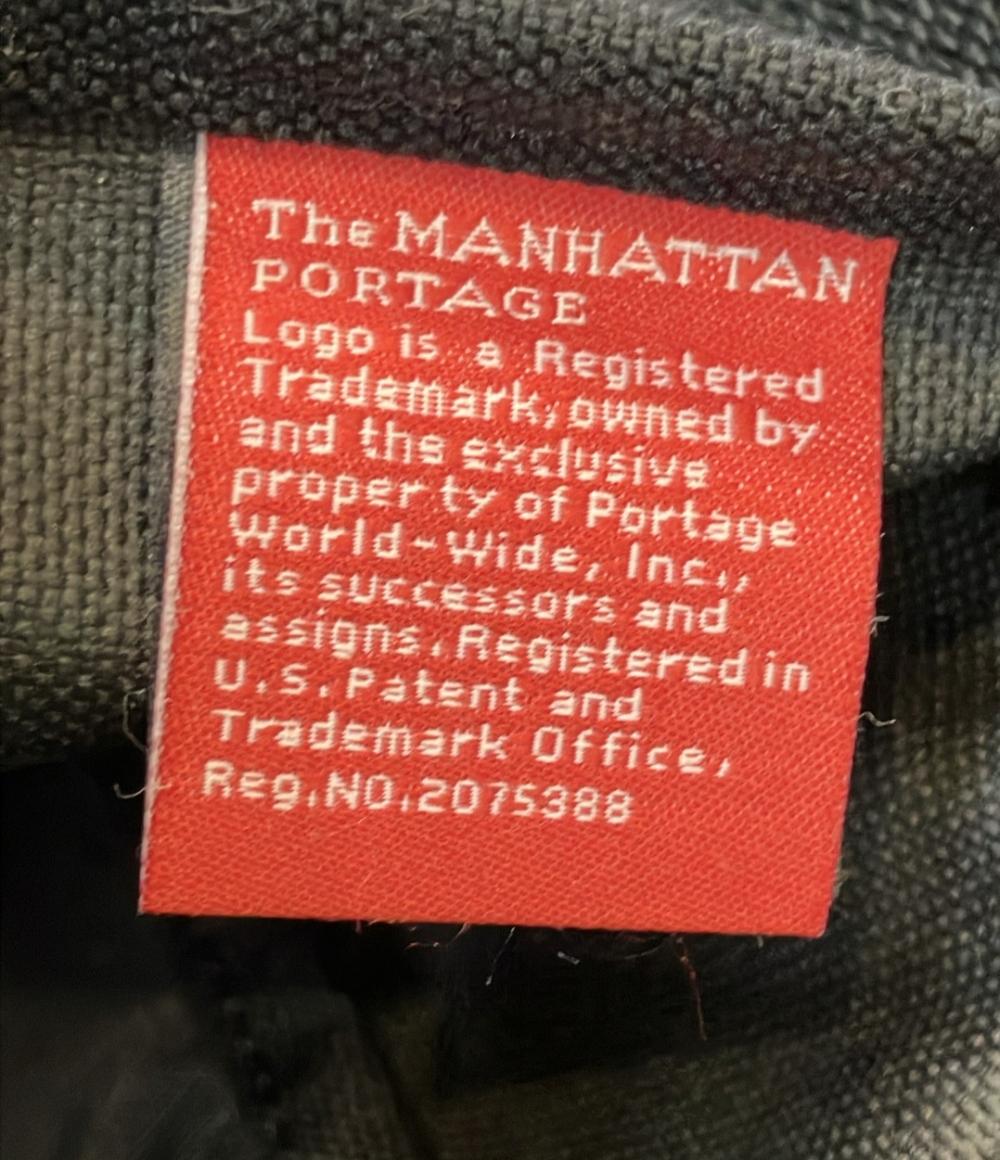 The MANHATTAN
PORTAGE
Logo is a Registered
Trademark,owned by
and the exclusive
property of Portage
World-Wide, Inc.,
its successors and
assigns.Registered in
U.S.Patent and
Trademark Office,
Reg.NO.2075388